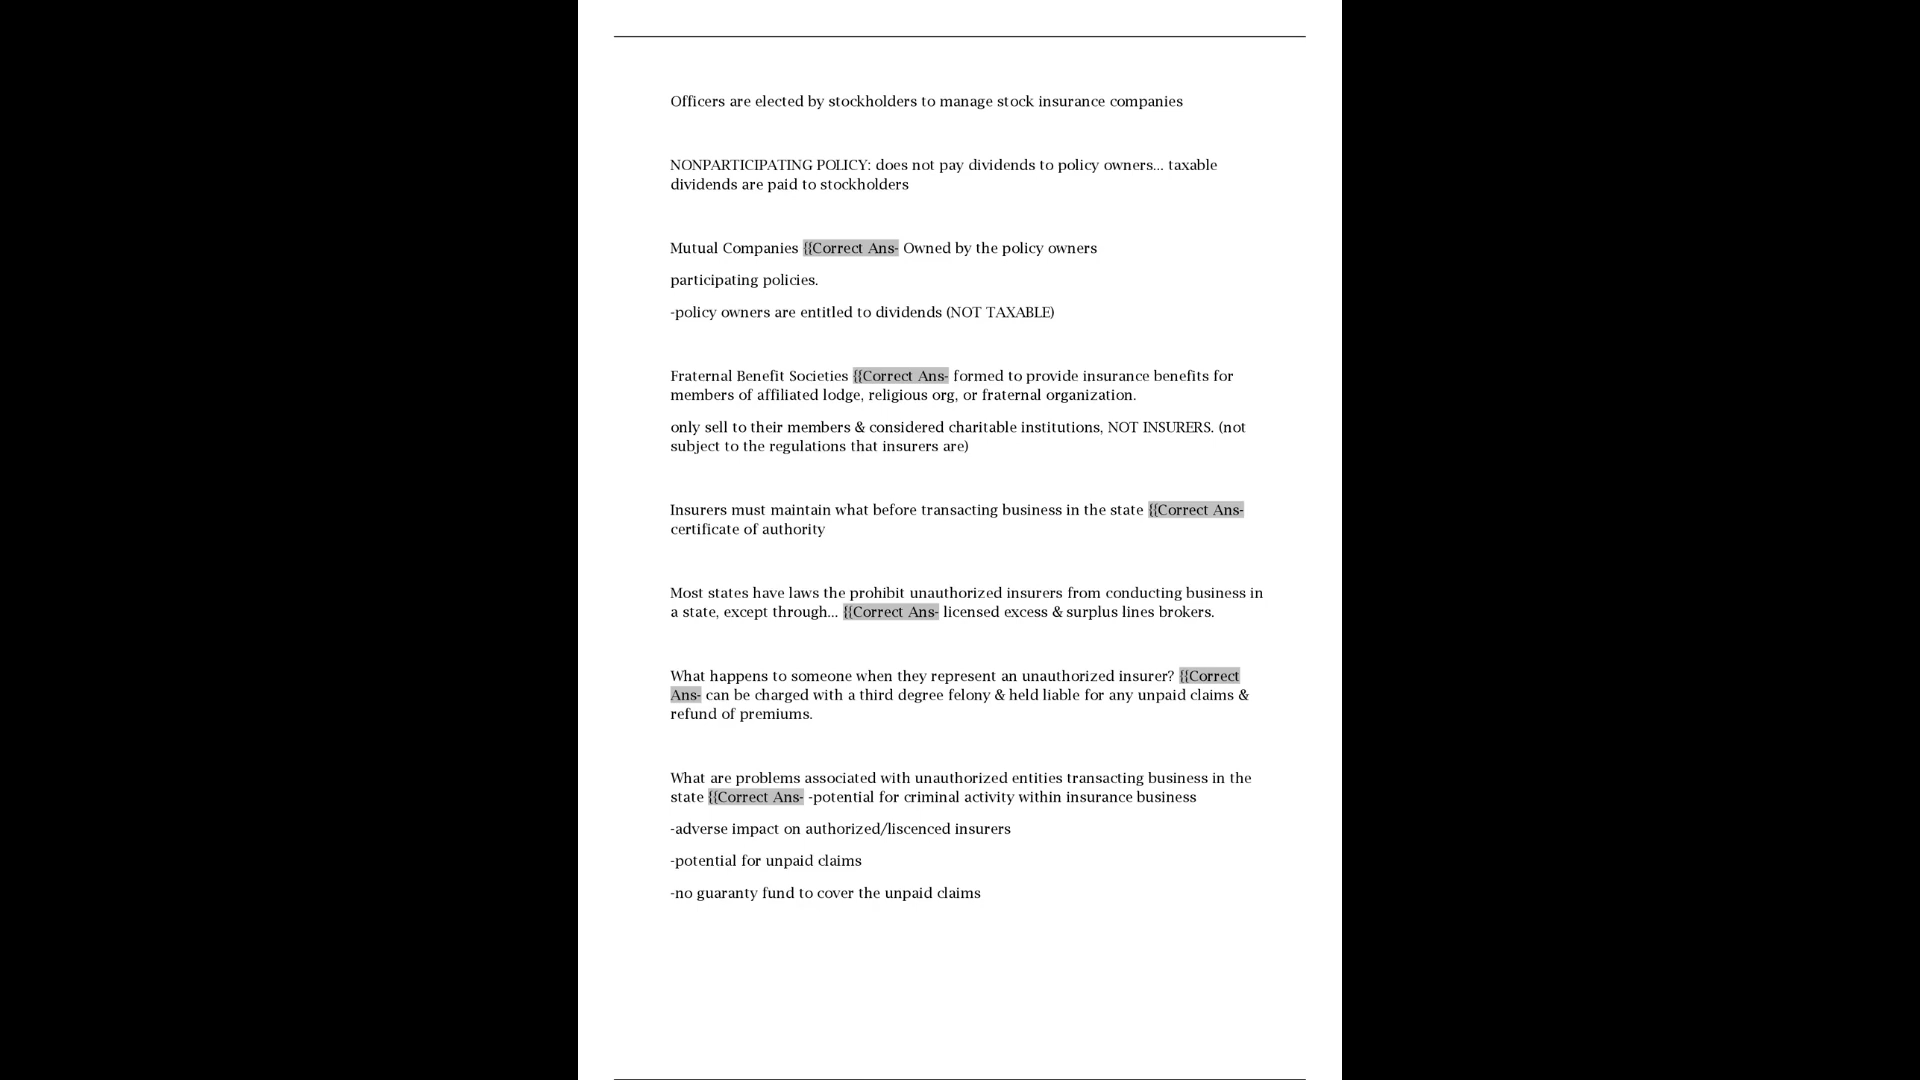 Officers are elected by stockholders to manage stock insurance companies
NONPARTICIPATING POLICY: does not pay dividends to policy owners... taxable
dividends are paid to stockholders
Mutual Companies {{Correct Ans- Owned by the policy owners
participating policies.
-policy owners are entitled to dividends (NOT TAXABLE)
Fraternal Benefit Societies {{Correct Ans- formed to provide insurance benefits for
members of affiliated lodge, religious org, or fraternal organization.
only sell to their members & considered charitable institutions, NOT INSURERS. (not
subject to the regulations that insurers are)
Insurers must maintain what before transacting business in the state {{Correct Ans-
certificate of authority
Most states have laws the prohibit unauthorized insurers from conducting business in
a state, except through... {{Correct Ans- licensed excess & surplus lines brokers.
What happens to someone when they represent an unauthorized insurer? {{Correct
Ans- can be charged with a third degree felony & held liable for any unpaid claims &
refund of premiums.
What are problems associated with unauthorized entities transacting business in the
state {{Correct Ans- -potential for criminal activity within insurance business
-adverse impact on authorized/liscenced insurers
-potential for unpaid claims
-no guaranty fund to cover the unpaid claims